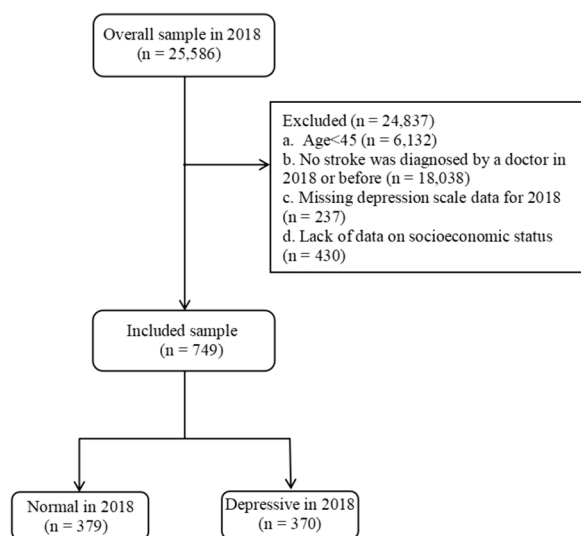 Overall sample in 2018
(n = 25,586)
Excluded (n = 24,837)
a. Age<45 (n = 6,132)
b. No stroke was diagnosed by a doctor in
2018 or before (n = 18,038)
c. Missing depression scale data for 2018
(n = 237)
d. Lack of data on socioeconomic status
(n = 430)
Included sample
(n = 749)
Normal in 2018
(n = 379)
Depressive in 2018
(n = 370)